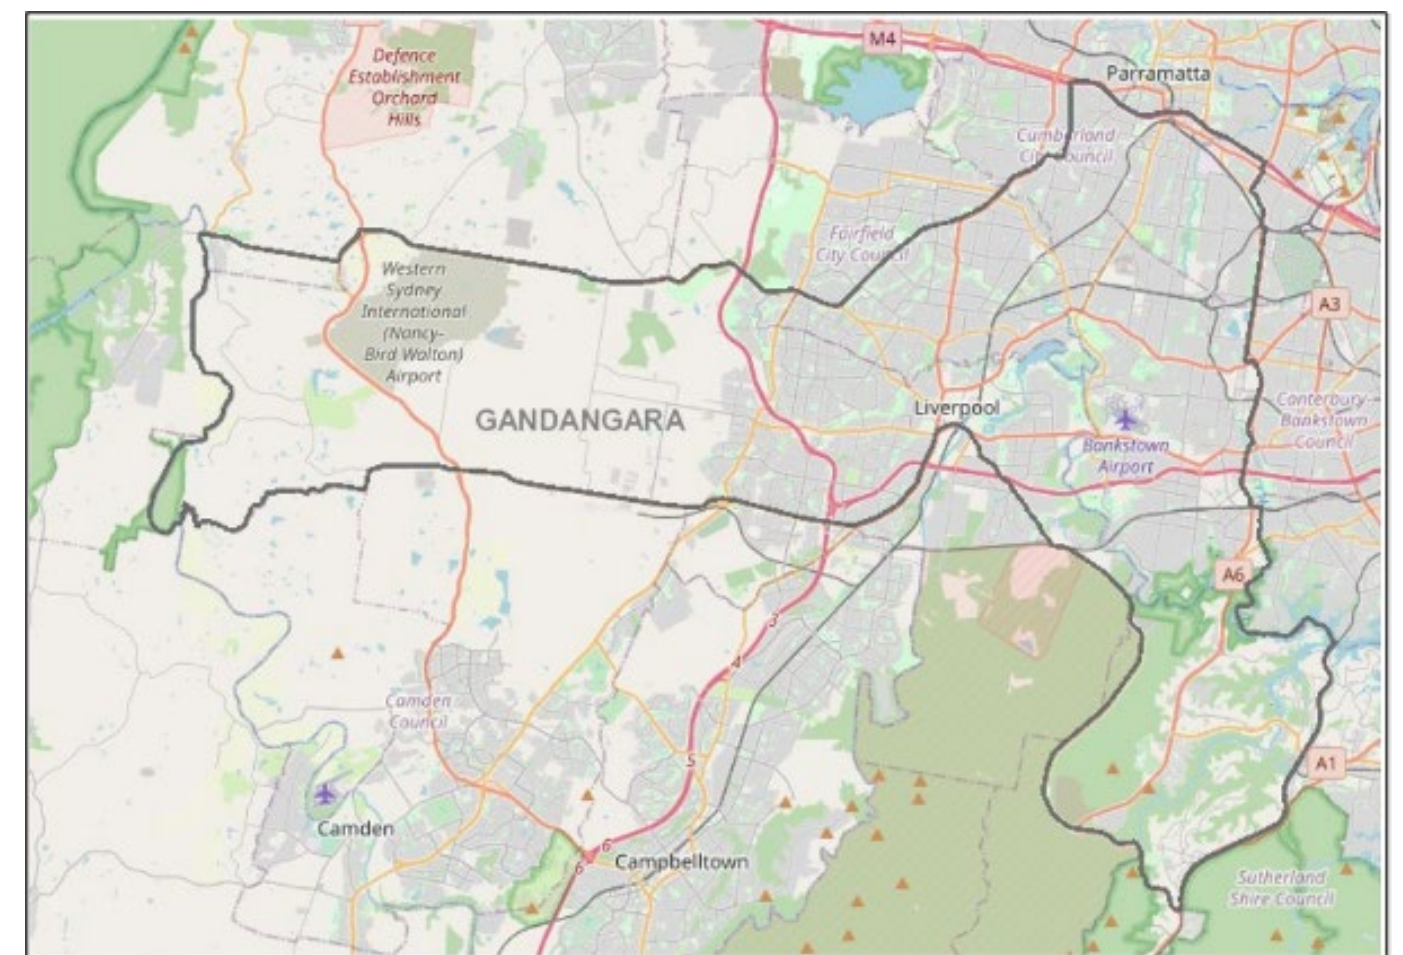 M4
Defence
Establishment
Orchard
Hills
Parramatta
Cumberland
City Council
Fairfield
City Council
Western
Sydney
International
(Nancy-
Bird Walton)
Airport
A3
GANDANGARA
Liverpool
Canterbury-
Bankstown
Council
Bankstown
Airport
A6
3
4
Camden
Council
5
A1
Camden
6
6
Campbelltown
Sutherland
Shire Council